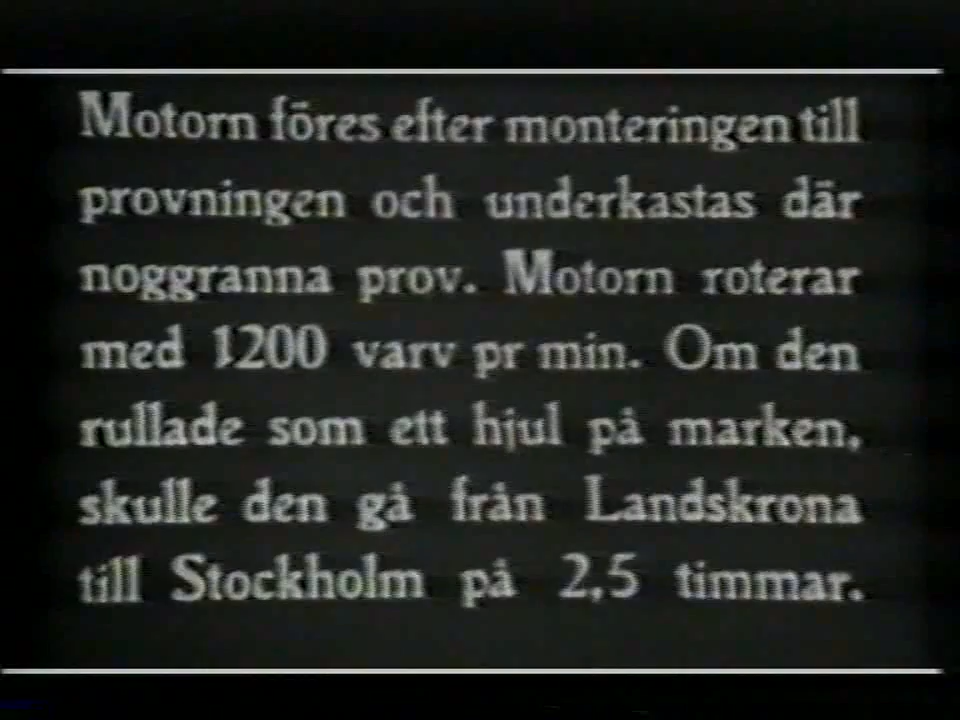 Motorn föres efter monteringen till
provningen och underkastas där
noggranna prov. Motorn roterar
med 1200 varv pr min. Om den
rullade som ett hjul på marken,
skulle den gå från Landskrona
till Stockholm på 2,5 timmar.